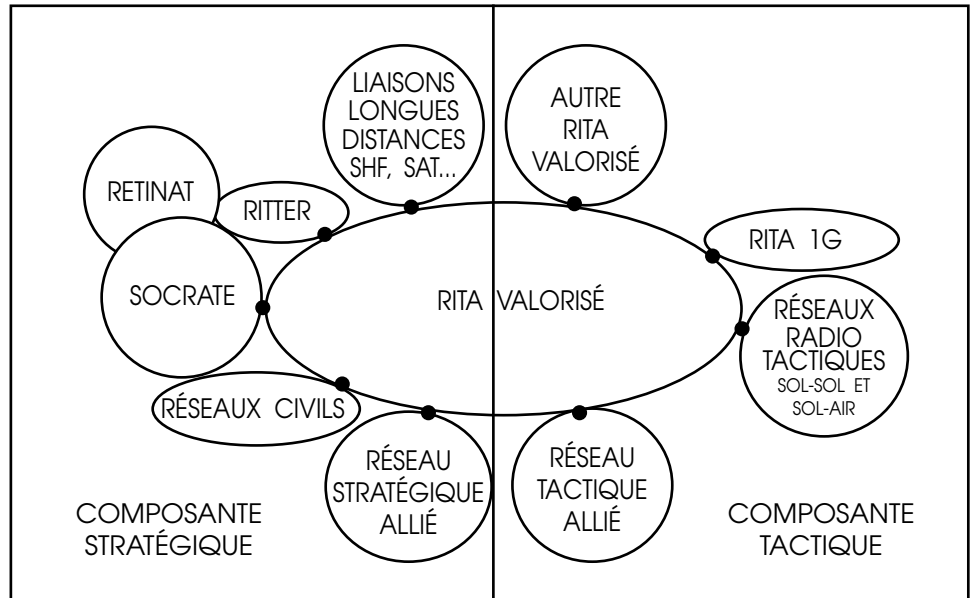 LIAISONS
LONGUES
DISTANCES
SHF, SAT...
AUTRE
RITA
VALORISÉ
RETINAT
RITTER
RITA 1G
SOCRATE
RITA VALORISÉ
RÉSEAUX
RADIO
TACTIQUES
SOL-SOL ET
SOL-AIR
RÉSEAUX CIVILS
RÉSEAU
STRATÉGIQUE
ALLIÉ
RÉSEAU
TACTIQUE
ALLIÉ
COMPOSANTE
STRATÉGIQUE
COMPOSANTE
TACTIQUE